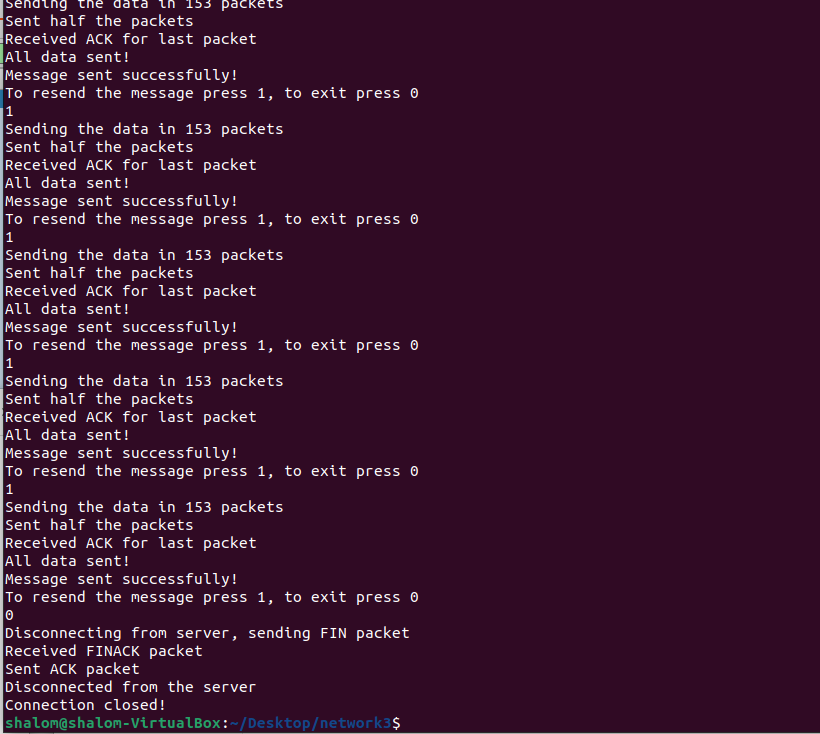 Sending the data in 153 packets
Sent half the packets
Received ACK for last packet
All data sent!
Message sent successfully!
To resend the message press 1, to exit press 0
1
Sending the data in 153 packets
Sent half the packets
Received ACK for last packet
All data sent!
Message sent successfully!
To resend the message press 1, to exit press 0
1
Sending the data in 153 packets
Sent half the packets
Received ACK for last packet
All data sent!
Message sent successfully!
To resend the message press 1, to exit press 0
1
Sending the data in 153 packets
Sent half the packets
Received ACK for last packet
All data sent!
Message sent successfully!
To resend the message press 1, to exit press 0
1
Sending the data in 153 packets
Sent half the packets
Received ACK for last packet
All data sent!
Message sent successfully!
To resend the message press 1, to exit press 0
0
Disconnecting from server, sending FIN packet
Received FINACK packet
Sent ACK packet
Disconnected from the server
Connection closed!
shalom@shalom-VirtualBox:~/Desktop/network3$